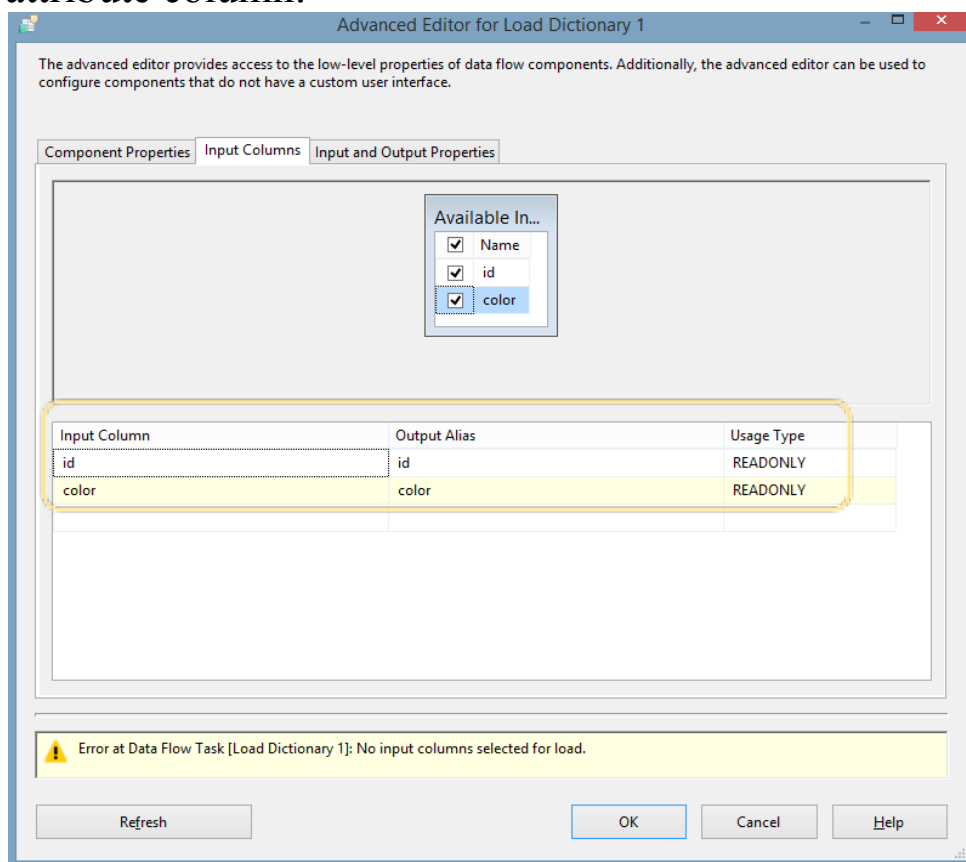 attribute column.
Advanced Editor for Load Dictionary 1
The advanced editor provides access to the low-level properties of data flow components. Additionally, the advanced editor can be used to
configure components that do not have a custom user interface.
Component Properties Input Columns Input and Output Properties
Available In...
Name
id
color
Input Column Output Alias Usage Type
id id READONLY
color color READONLY
Error at Data Flow Task [Load Dictionary 1]: No input columns selected for load.
Refresh OK Cancel Help